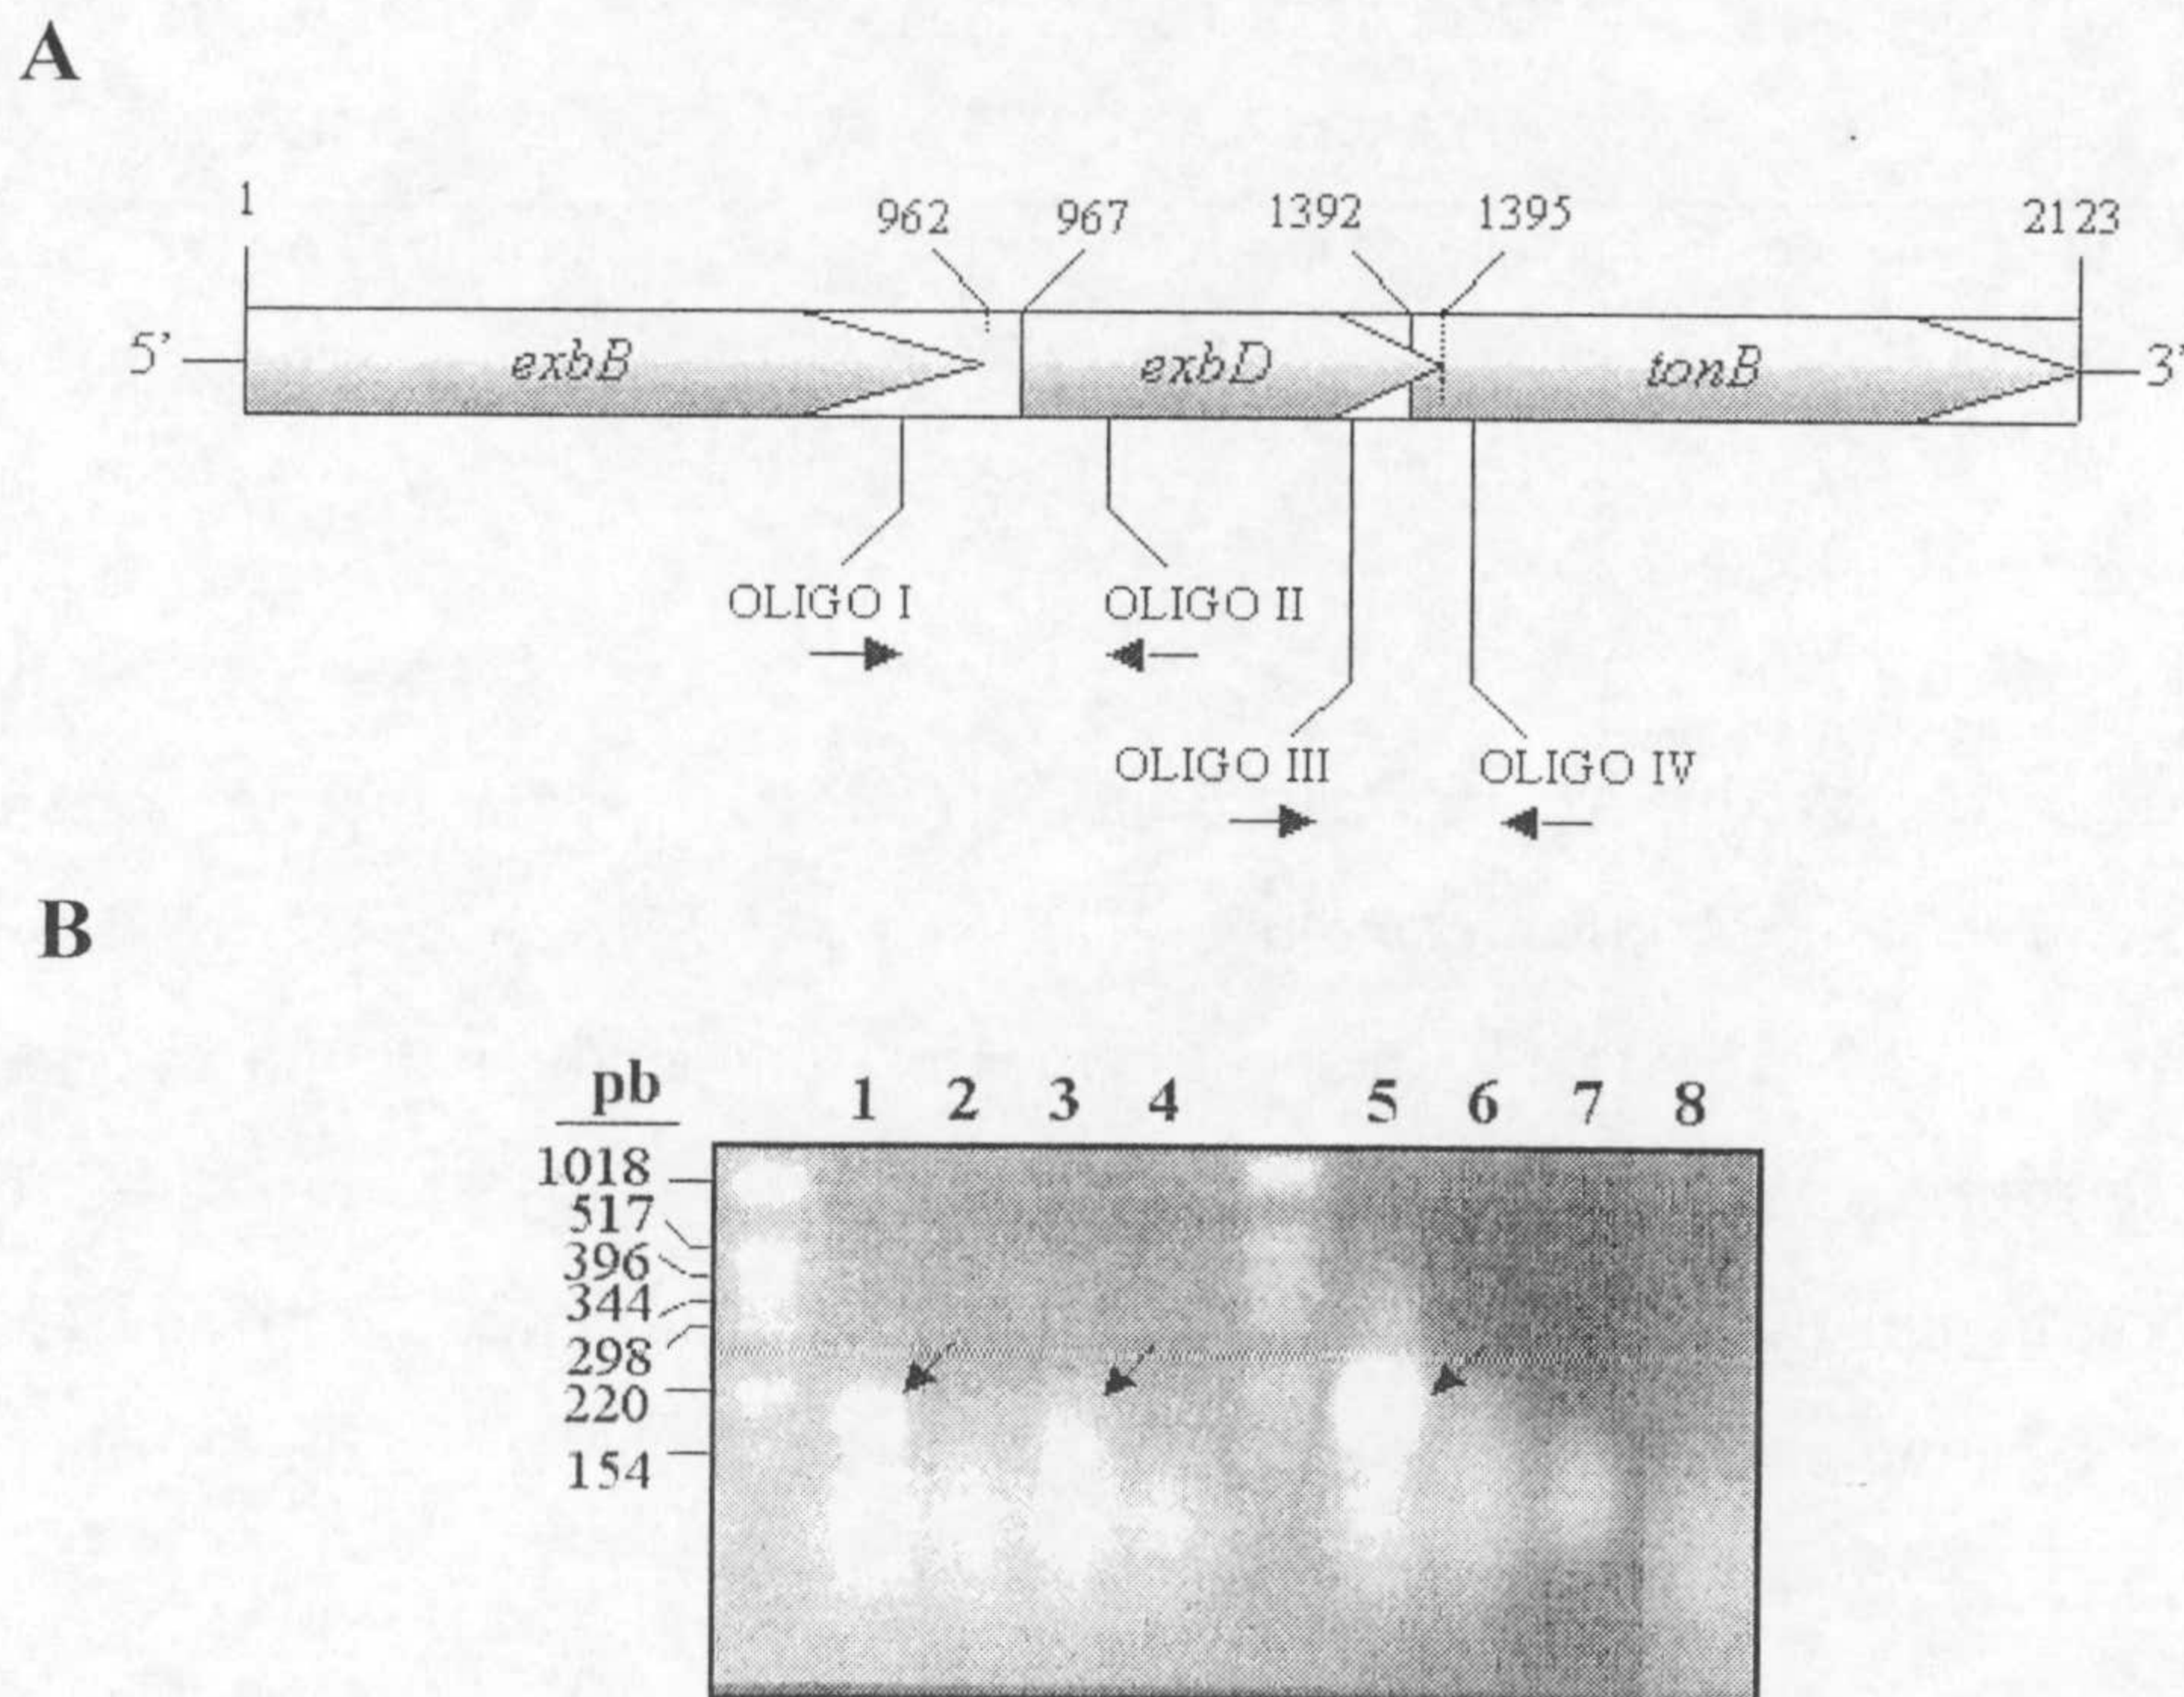 A
1 962 967 1392 1395 2123
5’ exbB exbD tonB 3’
OLIGO I OLIGO II
OLIGO III OLIGO IV
B
pb 1 2 3 4 5 6 7 8
1018
517
396
344
298
220
154